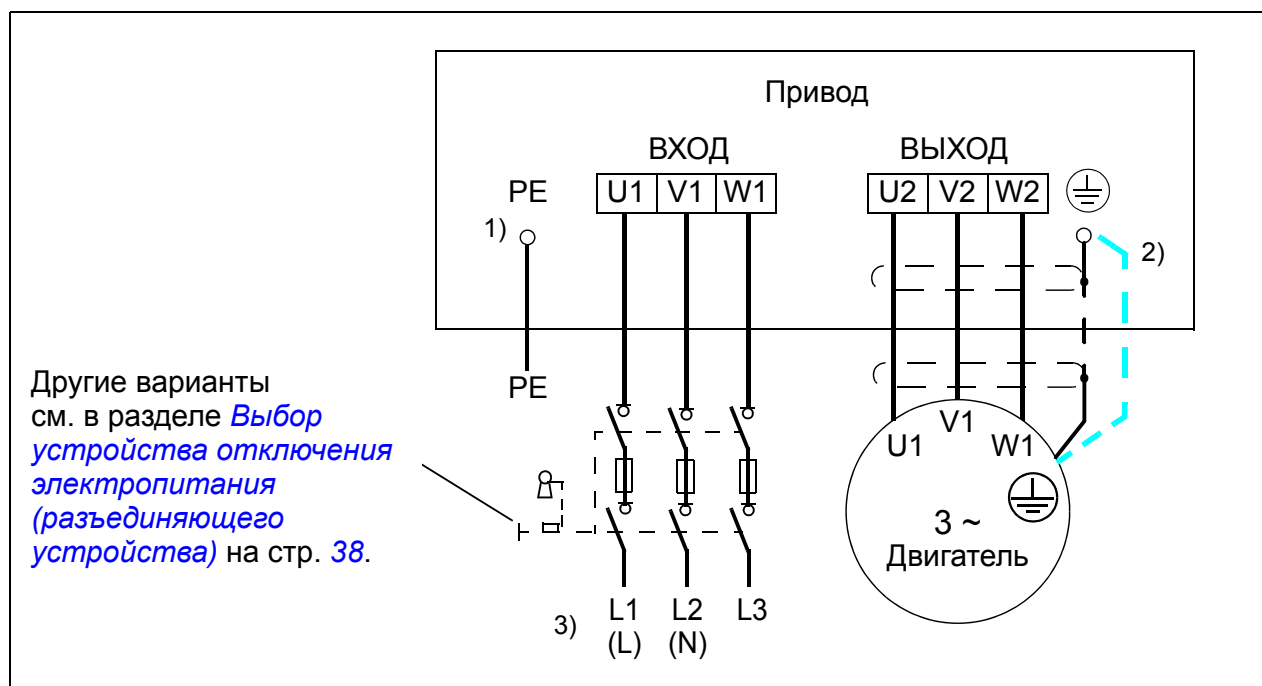 Привод
ВХОД
ВЫХОД
PE
U1 V1 W1
U2 V2 W2
1)
2)
PE
Другие варианты
см. в разделе Выбор
устройства отключения
электропитания
(разъединяющего
устройства) на стр. 38.
U1 V1 W1
3 ~
Двигатель
3)
L1 L2 L3
(L) (N)